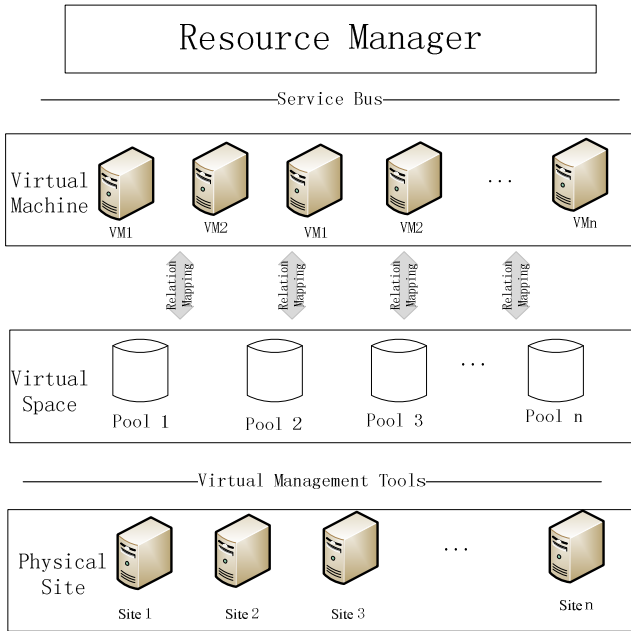 Resource Manager
Service Bus
Virtual
Machine
VM1
VM2
VM1
VM2
...
VMn
Relation
Mapping
Relation
Mapping
Relation
Mapping
Relation
Mapping
Virtual
Space
Pool 1
Pool 2
Pool 3
...
Pool n
Virtual Management Tools
Physical
Site
Site 1
Site 2
Site 3
...
Site n